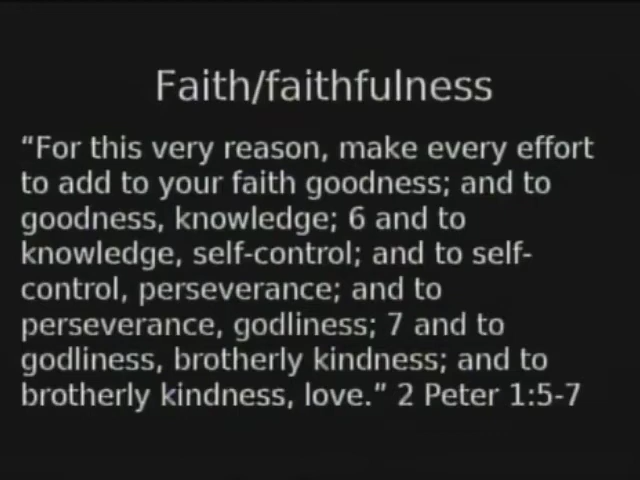 Faith/faithfulness
“For this very reason, make every effort
to add to your faith goodness; and to
goodness, knowledge; 6 and to
knowledge, self-control; and to self-
control, perseverance; and to
perseverance, godliness; 7 and to
godliness, brotherly kindness; and to
brotherly kindness, love.” 2 Peter 1:5-7